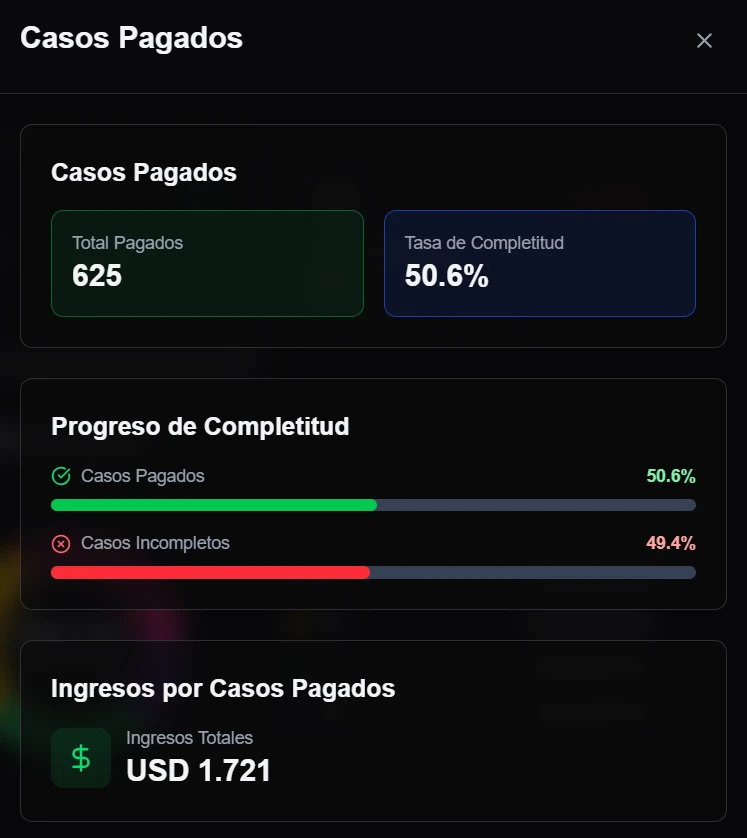 Casos Pagados
Casos Pagados
Total Pagados
625
Tasa de Completitud
50.6%
Progreso de Completitud
Casos Pagados 50.6%
Casos Incompletos 49.4%
Ingresos por Casos Pagados
$
Ingresos Totales
USD 1.721